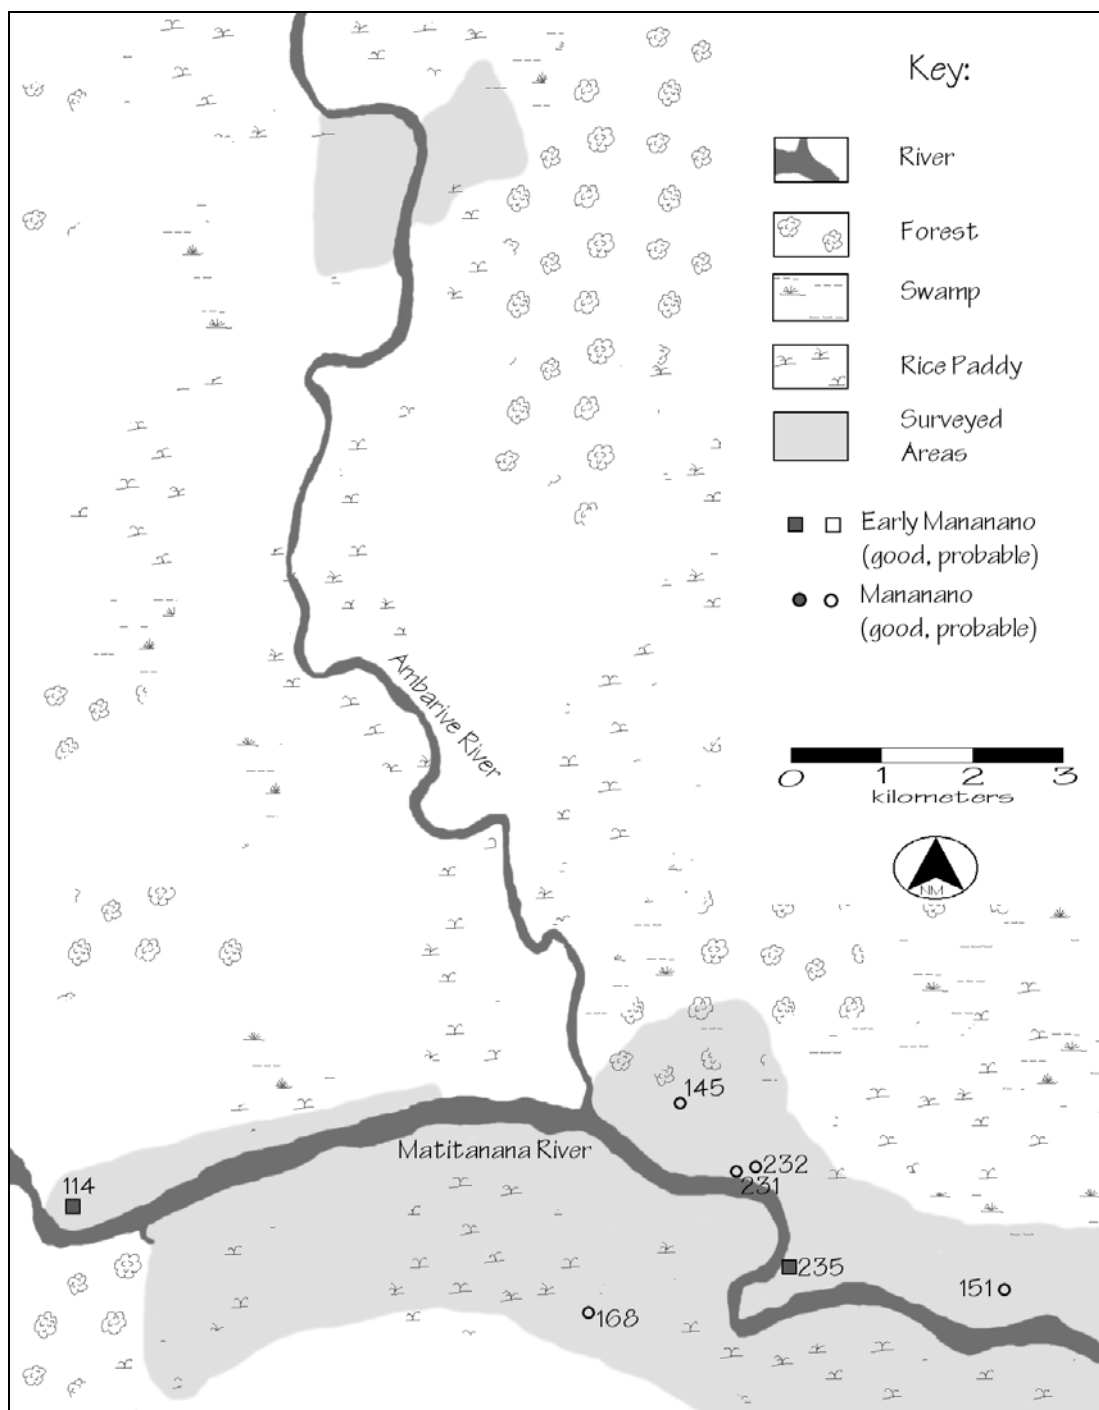 Key:
River
Forest
Swamp
Rice Paddy
Surveyed
Areas
Early Mananano
(good, probable)
Mananano
(good, probable)
Ambarive River
0 1 2 3
kilometers
NM
145
Matitanana River
232
231
114
235
151
168